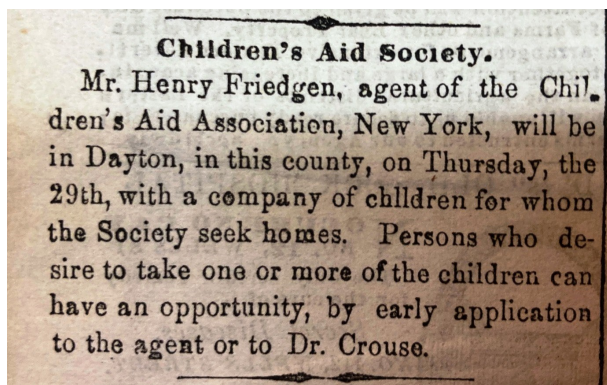 Children's Aid Society.
Mr. Henry Friedgen, agent of the Chil-
dren's Aid Association, New York, will be
in Dayton, in this county, on Thursday, the
29th, with a company of children for whom
the Society seek homes. Persons who de-
sire to take one or more of the children can
have an opportunity, by early application
to the agent or to Dr. Crouse.